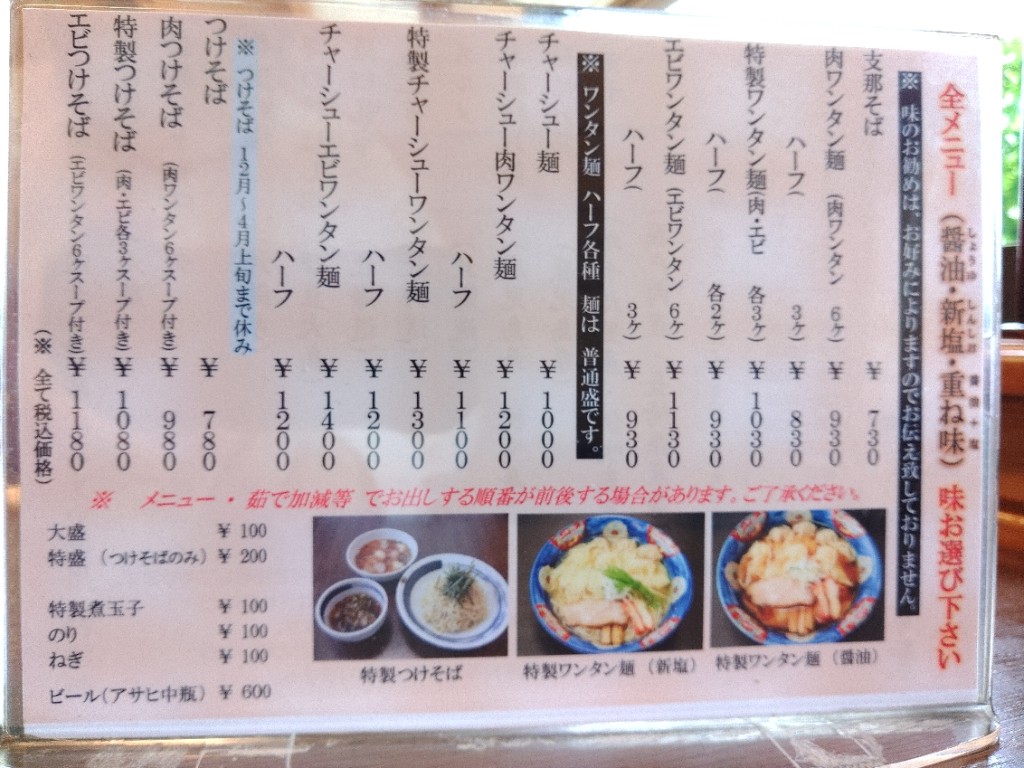 全メニュー（醤油・新塩・重ね味） 味お選び下さい
しょうゆ しんしお 醤油＋塩
※ 味のお勧めは、お好みによりますのでお伝え致しておりません。
支那そば ￥730
肉ワンタン麺（肉ワンタン 6ヶ） ￥930
ハーフ（ 3ヶ） ￥830
特製ワンタン麺（肉・エビ 各3ヶ） ￥1030
ハーフ（ 各2ヶ） ￥930
エビワンタン麺（エビワンタン 6ヶ） ￥1130
ハーフ（ 3ヶ） ￥930
※ ワンタン麺 ハーフ各種 麺は 普通盛です。
チャーシュー麺 ￥1000
チャーシュー肉ワンタン麺 ￥1200
ハーフ ￥1100
特製チャーシューワンタン麺 ￥1300
ハーフ ￥1200
チャーシューエビワンタン麺 ￥1400
ハーフ ￥1200
※ つけそば 12月～4月上旬まで休み
つけそば ￥780
肉つけそば（肉ワンタン6ヶスープ付き） ￥980
特製つけそば（肉・エビ各3ヶスープ付き） ￥1080
エビつけそば（エビワンタン6ヶスープ付き） ￥1180
（※ 全て税込価格）
※ メニュー・茹で加減等 でお出しする順番が前後する場合があります。ご了承ください。
大盛 ￥100
特盛（つけそばのみ） ￥200
特製煮玉子 ￥100
のり ￥100
ねぎ ￥100
ビール（アサヒ中瓶） ￥600
特製つけそば
特製ワンタン麺（新塩）
特製ワンタン麺（醤油）